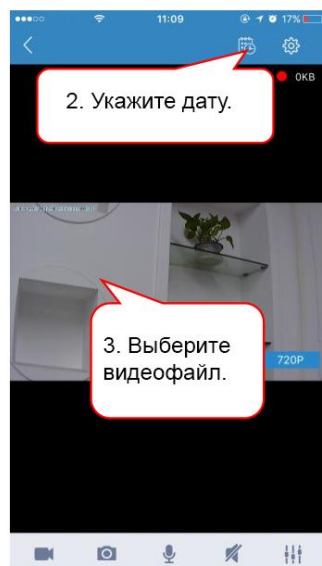 11:09
17%
0KB
2. Укажите дату.
3. Выберите
видеофайл.
720P